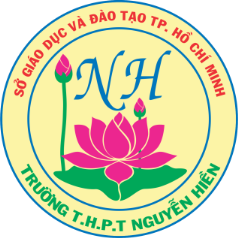 SỞ GIÁO DỤC VÀ ĐÀO TẠO TP. HỒ CHÍ MINH
NH
TRƯỜNG T.H.P.T NGUYỄN HIỀN